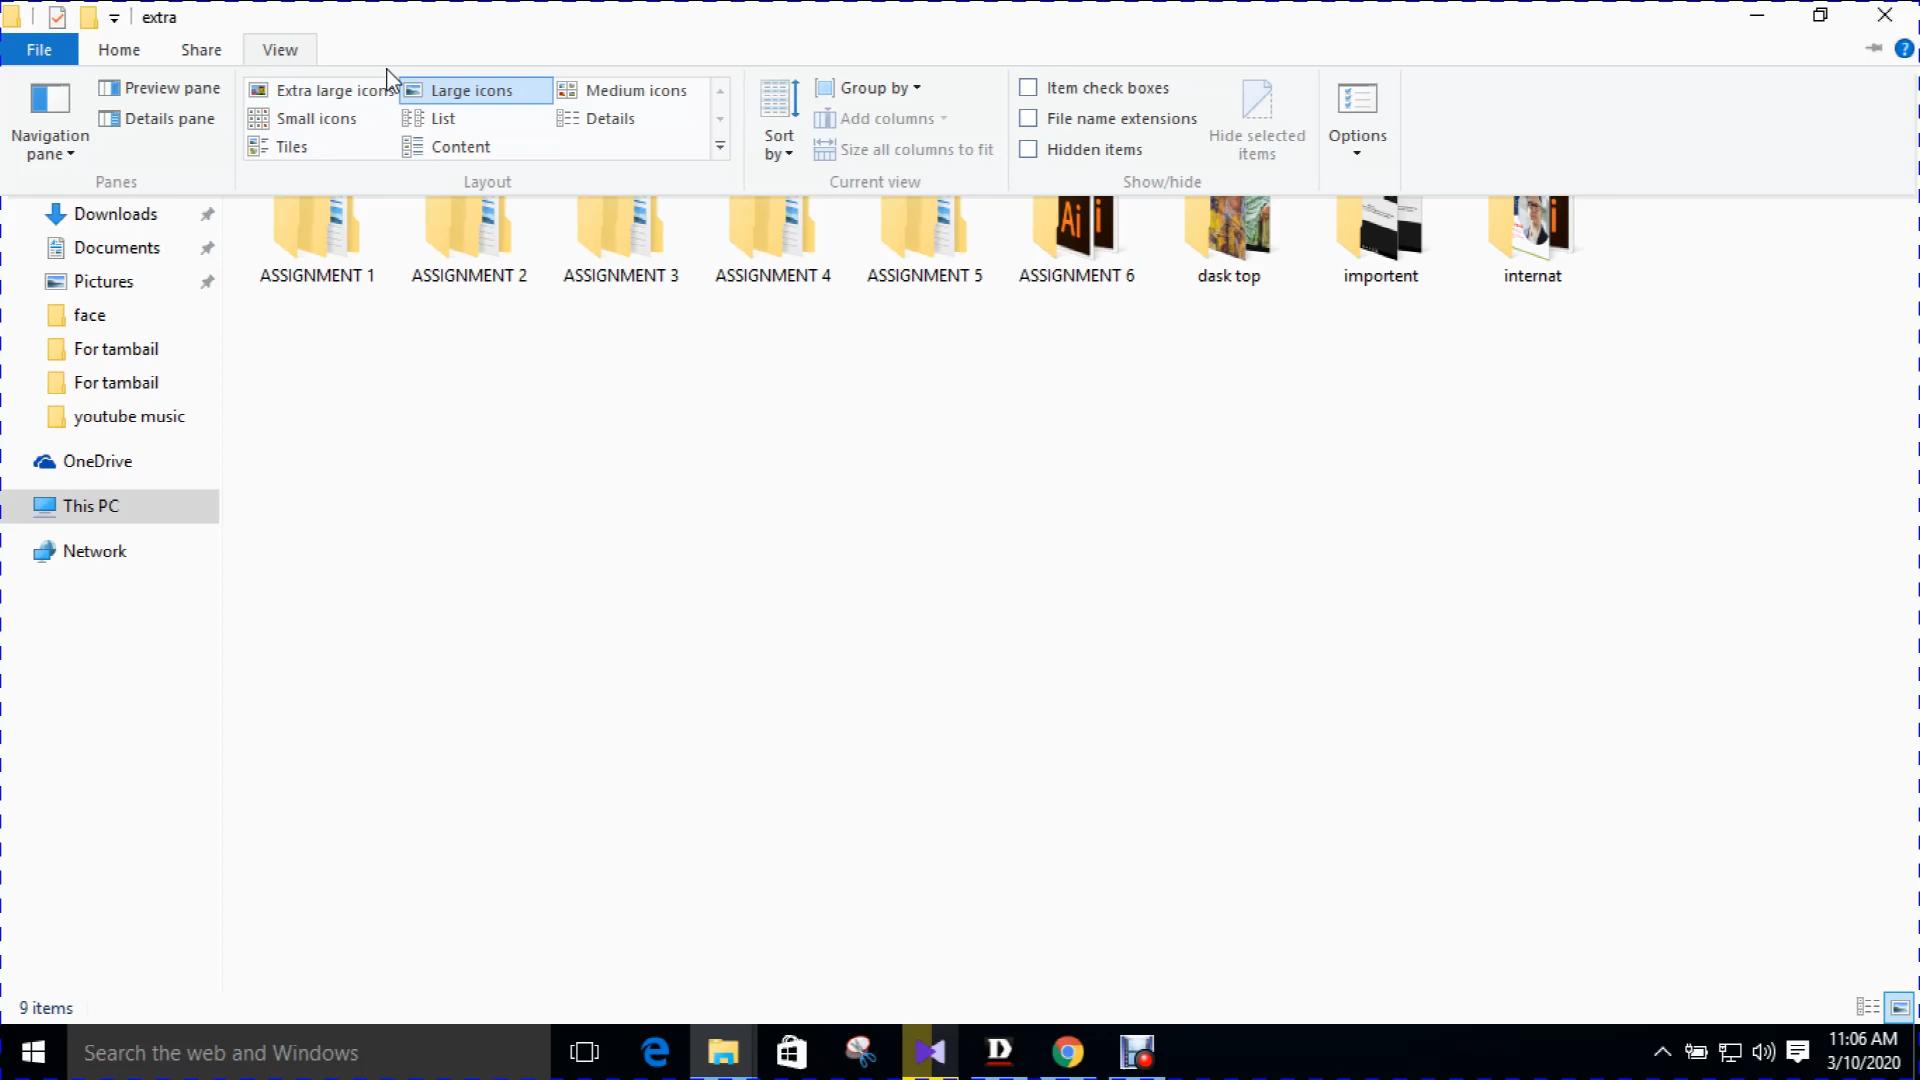 extra
File Home Share View
Navigation pane
Preview pane
Details pane
Panes
Extra large icons Large icons Medium icons
Small icons List Details
Tiles Content
Layout
Sort by
Group by
Add columns
Size all columns to fit
Current view
Item check boxes
File name extensions
Hidden items
Hide selected items
Show/hide
Options
Downloads
Documents
Pictures
face
For tambail
For tambail
youtube music
OneDrive
This PC
Network
ASSIGNMENT 1 ASSIGNMENT 2 ASSIGNMENT 3 ASSIGNMENT 4 ASSIGNMENT 5 ASSIGNMENT 6 dask top importent internat
Ai
9 items
Search the web and Windows
D
11:06 AM
3/10/2020